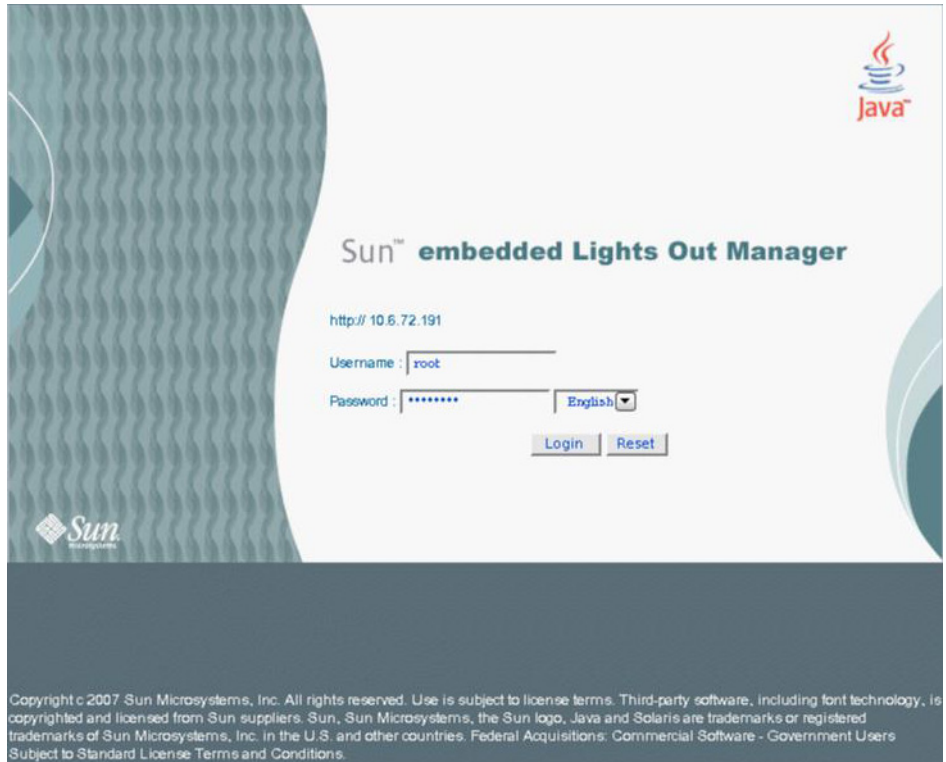 Java™
Sun™ embedded Lights Out Manager
http:// 10.6.72.191
Username : root
Password : •••••••• English
Login Reset
Sun
microsystems
Copyright c 2007 Sun Microsystems, Inc. All rights reserved. Use is subject to license terms. Third-party software, including font technology, is
copyrighted and licensed from Sun suppliers. Sun, Sun Microsystems, the Sun logo, Java and Solaris are trademarks or registered
trademarks of Sun Microsystems, Inc. in the U.S. and other countries. Federal Acquisitions: Commercial Software - Government Users
Subject to Standard License Terms and Conditions.